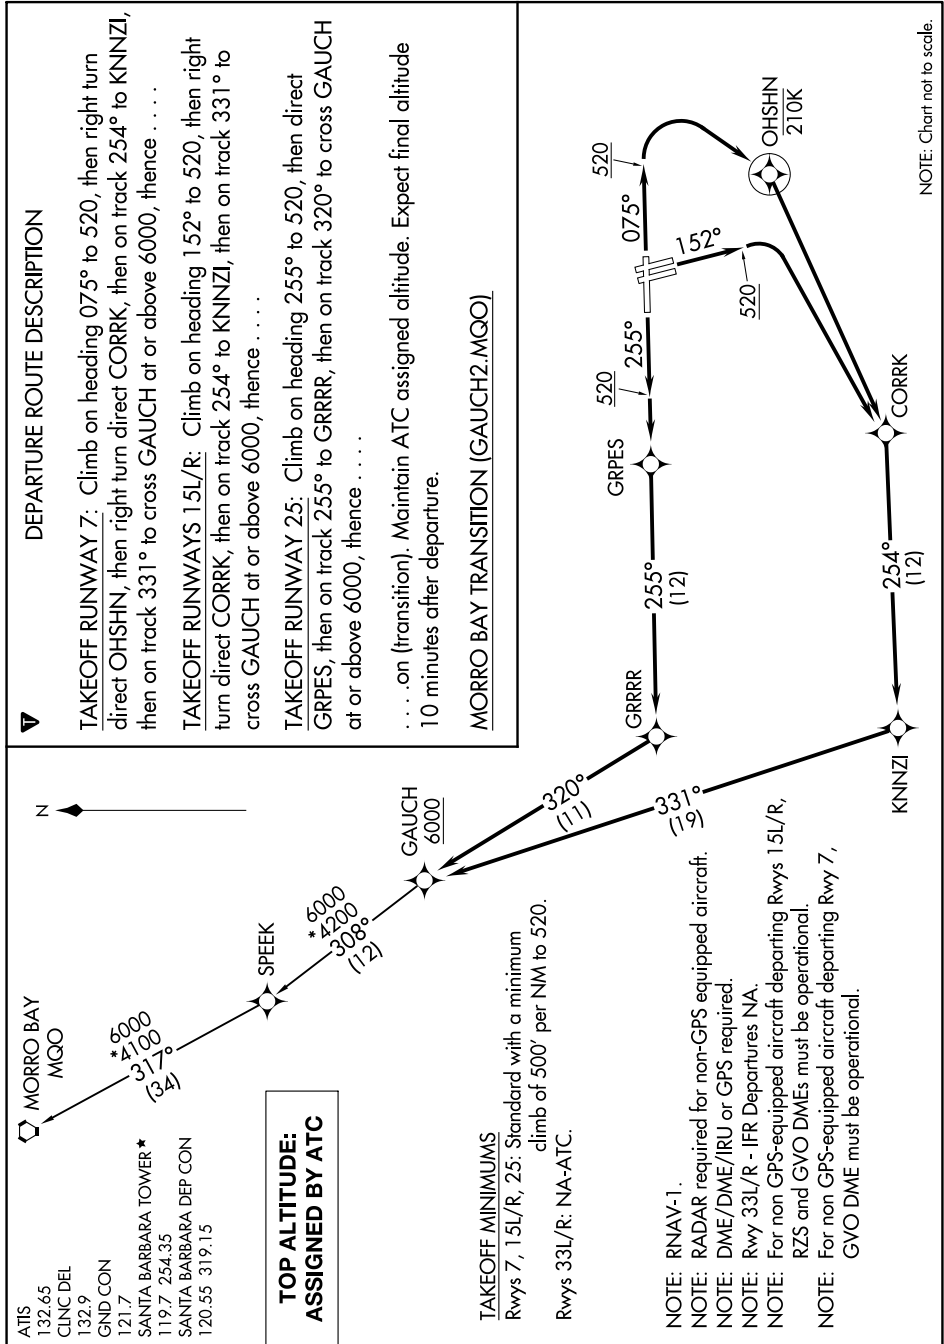 ATIS
132.65
CLNC DEL
132.9
GND CON
121.7
SANTA BARBARA TOWER★
119.7 254.35
SANTA BARBARA DEP CON
120.55 319.15
TOP ALTITUDE:
ASSIGNED BY ATC
MORRO BAY
MQO
6000
*4100
317°
(34)
SPEEK
6000
*4200
308°
(12)
GAUCH
6000
N
320°
(11)
331°
(19)
GRRRR
255°
(12)
GRPES
520
255°
075°
520
152°
520
OHSHN
210K
CORRK
254°
(12)
KNNZI
TAKEOFF MINIMUMS
Rwys 7, 15L/R, 25: Standard with a minimum
climb of 500' per NM to 520.
Rwys 33L/R: NA-ATC.
NOTE: RNAV-1.
NOTE: RADAR required for non-GPS equipped aircraft.
NOTE: DME/DME/IRU or GPS required.
NOTE: Rwy 33L/R - IFR Departures NA.
NOTE: For non GPS-equipped aircraft departing Rwys 15L/R,
RZS and GVO DMEs must be operational.
NOTE: For non GPS-equipped aircraft departing Rwy 7,
GVO DME must be operational.
T
DEPARTURE ROUTE DESCRIPTION
TAKEOFF RUNWAY 7: Climb on heading 075° to 520, then right turn
direct OHSHN, then right turn direct CORRK, then on track 254° to KNNZI,
then on track 331° to cross GAUCH at or above 6000, thence . . . .
TAKEOFF RUNWAYS 15L/R: Climb on heading 152° to 520, then right
turn direct CORRK, then on track 254° to KNNZI, then on track 331° to
cross GAUCH at or above 6000, thence . . . .
TAKEOFF RUNWAY 25: Climb on heading 255° to 520, then direct
GRPES, then on track 255° to GRRRR, then on track 320° to cross GAUCH
at or above 6000, thence . . . .
. . . .on (transition). Maintain ATC assigned altitude. Expect final altitude
10 minutes after departure.
MORRO BAY TRANSITION (GAUCH2.MQO)
NOTE: Chart not to scale.